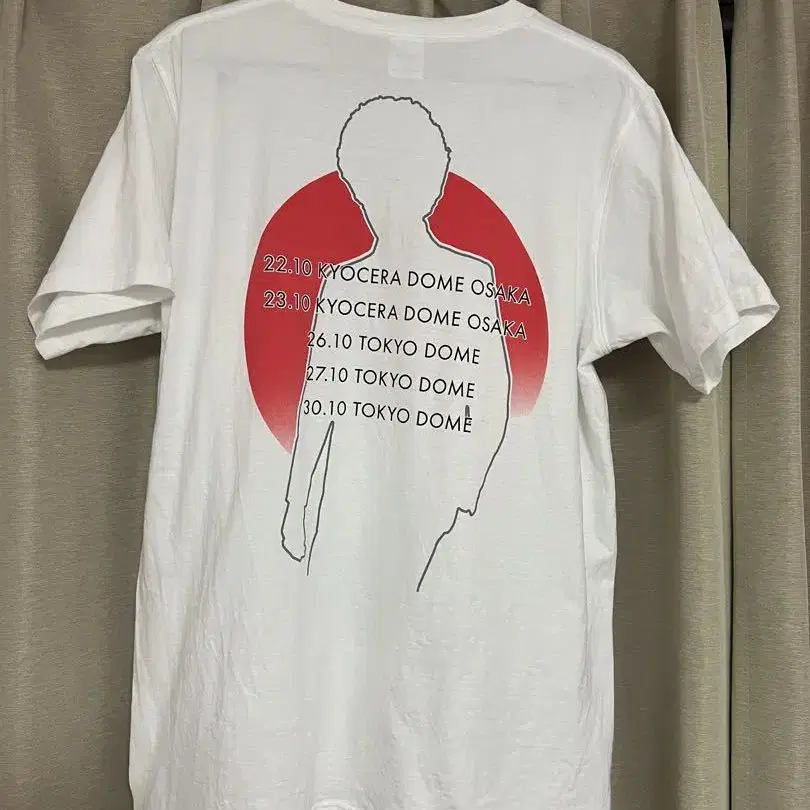 22.10 KYOCERA DOME OSAKA
23.10 KYOCERA DOME OSAKA
26.10 TOKYO DOME
27.10 TOKYO DOME
30.10 TOKYO DOME